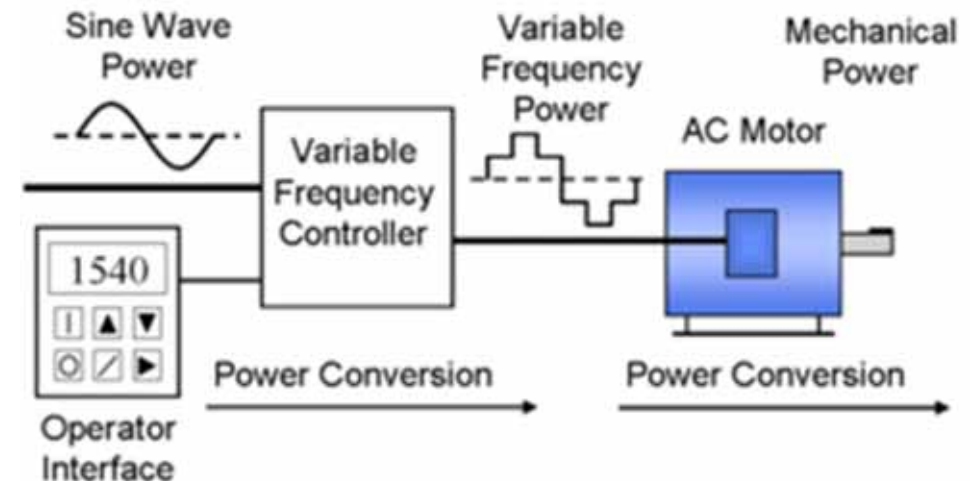 Sine Wave
Power
Variable
Frequency
Power
Mechanical
Power
AC Motor
Variable
Frequency
Controller
1540
Power Conversion
Power Conversion
Operator
Interface